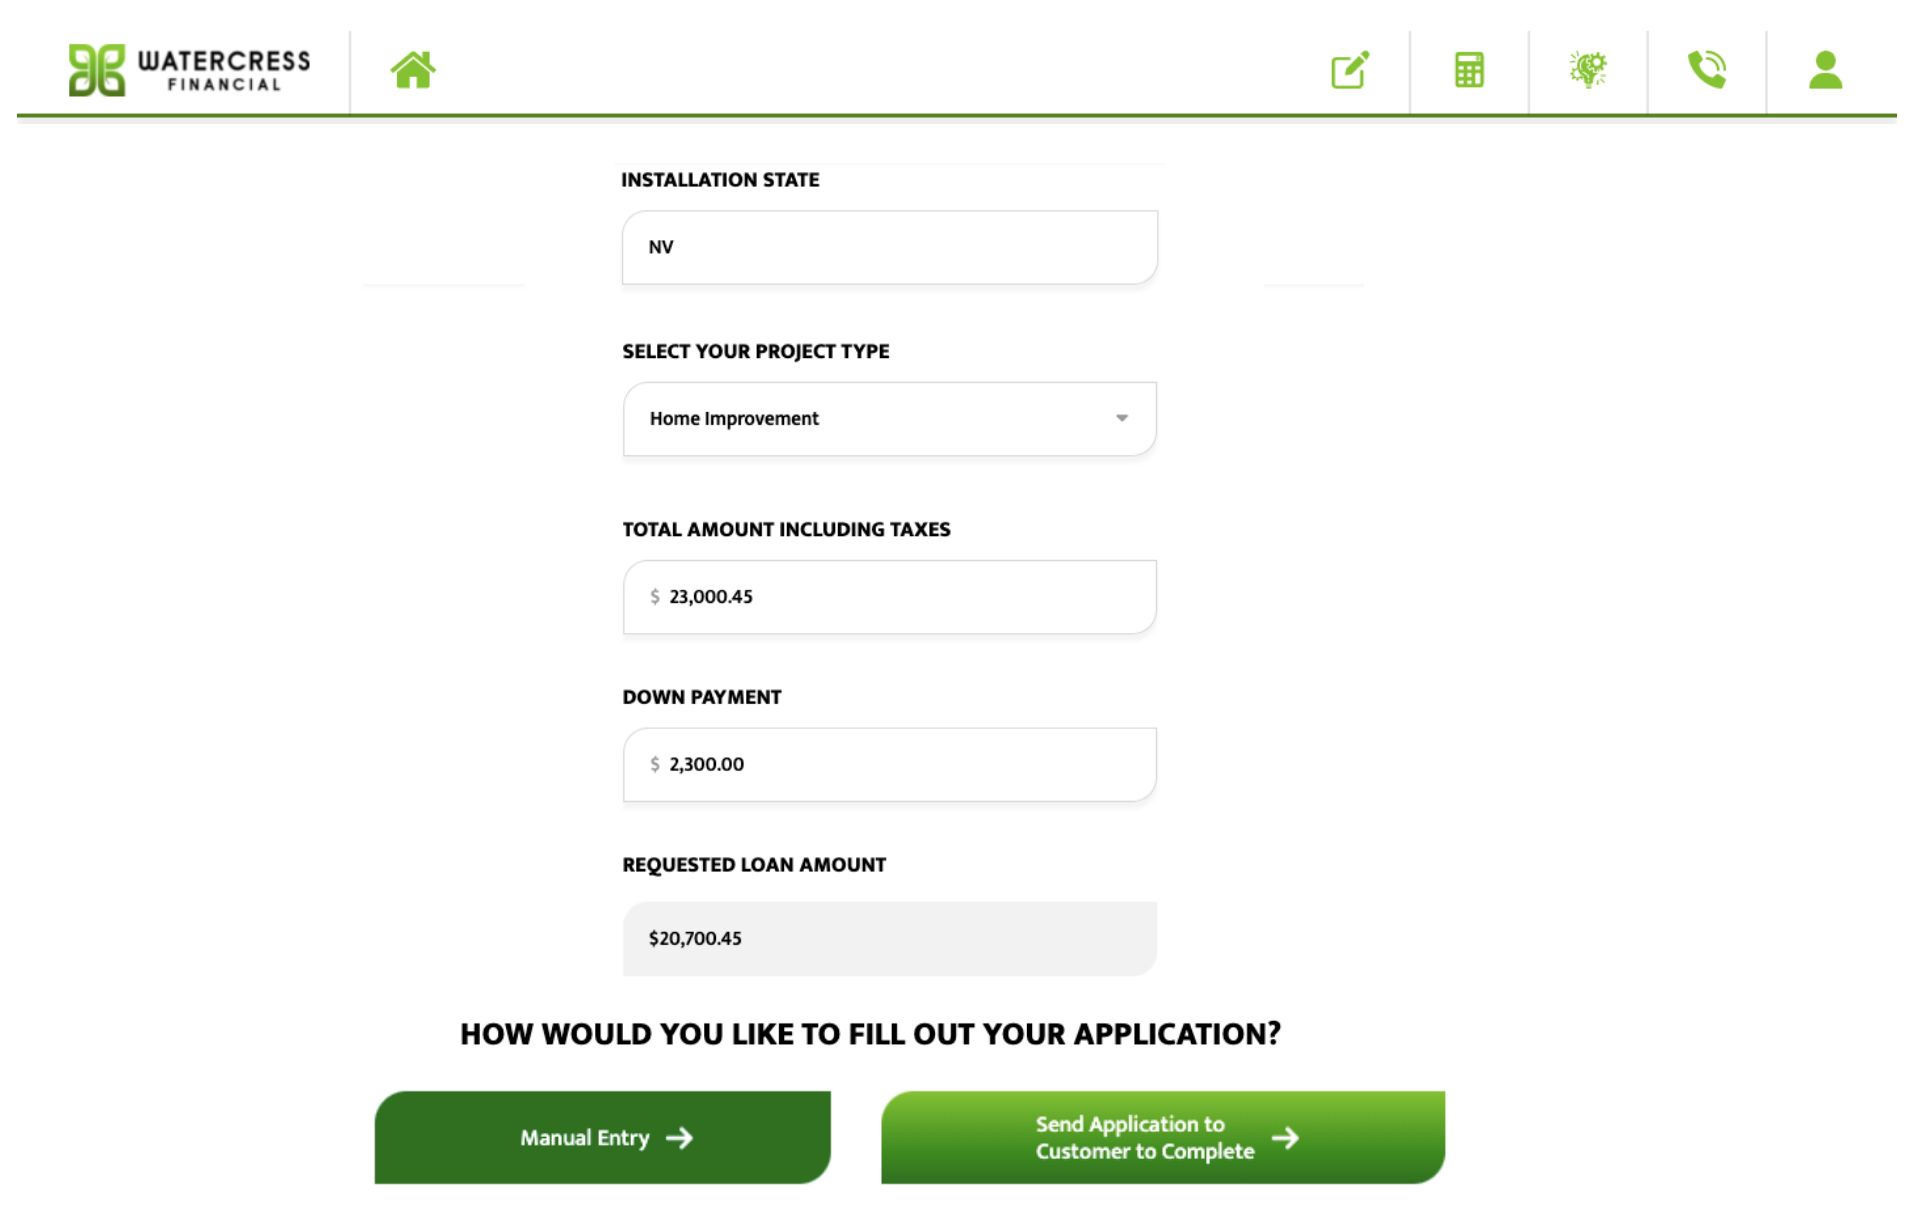 WATERCRESS
FINANCIAL
INSTALLATION STATE
NV
SELECT YOUR PROJECT TYPE
Home Improvement
TOTAL AMOUNT INCLUDING TAXES
$ 23,000.45
DOWN PAYMENT
$ 2,300.00
REQUESTED LOAN AMOUNT
$20,700.45
HOW WOULD YOU LIKE TO FILL OUT YOUR APPLICATION?
Manual Entry
Send Application to
Customer to Complete